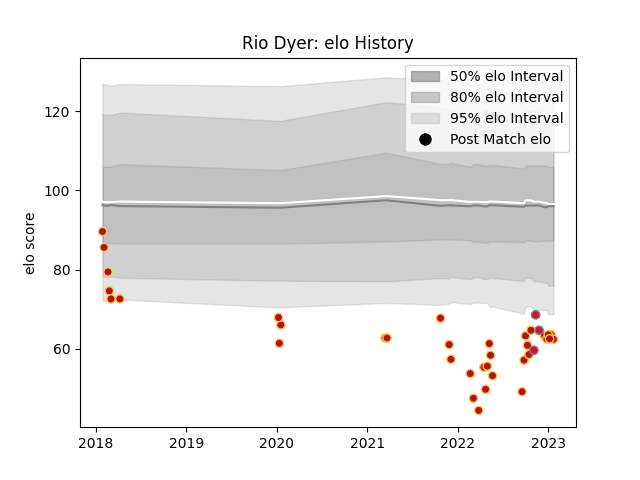 Rio Dyer: elo History
50% elo Interval
80% elo Interval
95% elo Interval
Post Match elo
elo score
120
100
80
60
2018
2019
2020
2021
2022
2023